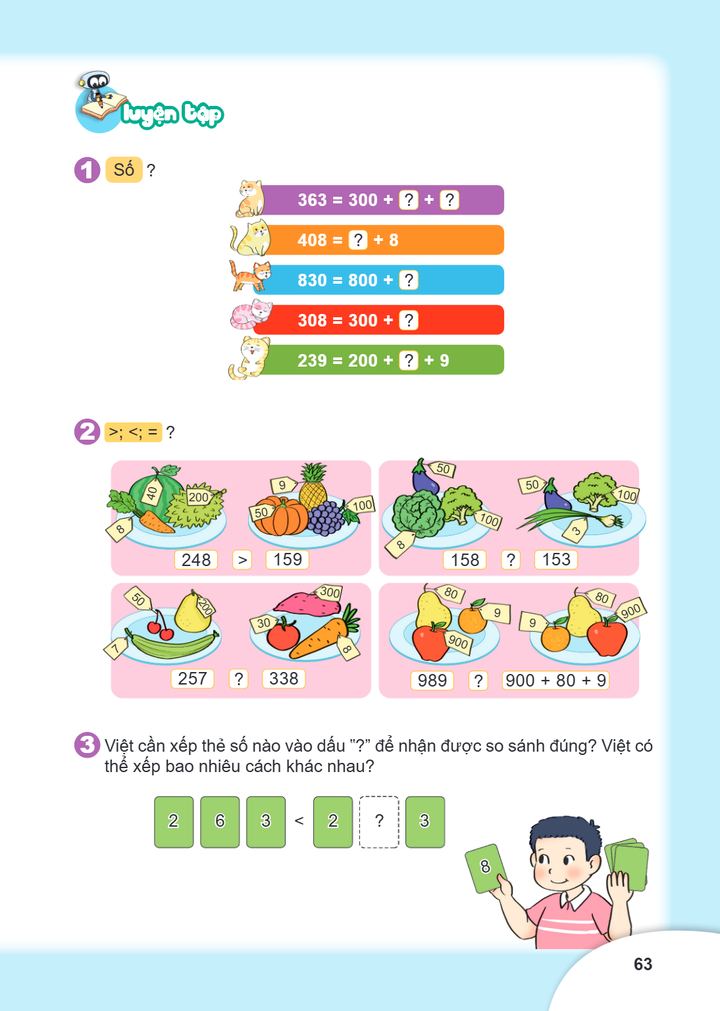 luyện tập
1 Số ?
363 = 300 + ? + ?
408 = ? + 8
830 = 800 + ?
308 = 300 + ?
239 = 200 + ? + 9
2 >; <; = ?
40 200 8
9 50 100
248 > 159
50 100 8
50 100 3
158 ? 153
50 200 7
300 30 8
257 ? 338
80 9 900
9 80 900
989 ? 900 + 80 + 9
3 Việt cần xếp thẻ số nào vào dấu "?" để nhận được so sánh đúng? Việt có
thể xếp bao nhiêu cách khác nhau?
2 6 3 < 2 ? 3
8
63